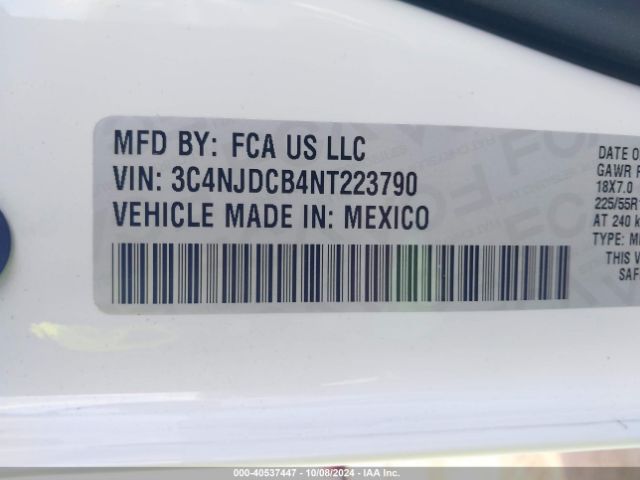 MFD BY: FCA US LLC
VIN: 3C4NJDCB4NT223790
VEHICLE MADE IN: MEXICO
DATE O
GAWR
18X7.0
225/55R
AT 240 k
TYPE: M
THIS V
SAF
000-40537447 - 10/08/2024 - IAA Inc.